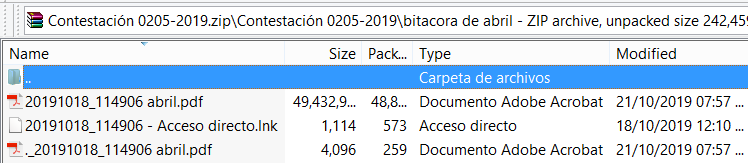 Contestación 0205-2019.zip\Contestación 0205-2019\bitacora de abril - ZIP archive, unpacked size 242,459
Name Size Pack... Type Modified
.. Carpeta de archivos
20191018_114906 abril.pdf 49,432,9... 48,8... Documento Adobe Acrobat 21/10/2019 07:57
20191018_114906 - Acceso directo.lnk 1,114 573 Acceso directo 18/10/2019 12:10
._20191018_114906 abril.pdf 4,096 259 Documento Adobe Acrobat 21/10/2019 07:57